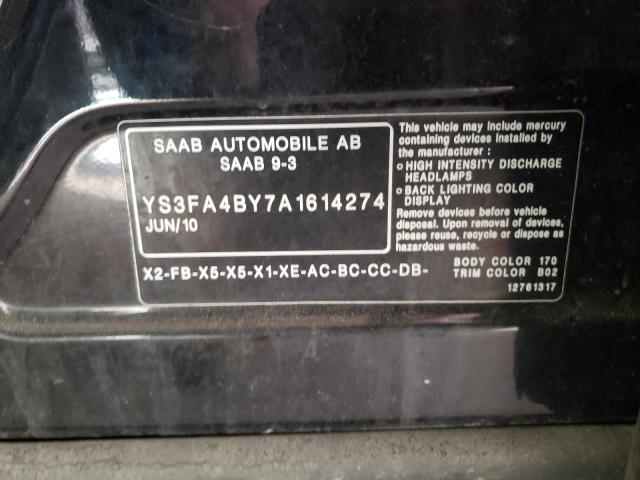 SAAB AUTOMOBILE AB
SAAB 9-3
YS3FA4BY7A1614274
JUN/10
X2-FB-X5-X5-X1-XE-AC-BC-CC-DB-
This vehicle may include mercury
containing devices installed by
the manufacturer :
o HIGH INTENSITY DISCHARGE
HEADLAMPS
o BACK LIGHTING COLOR
DISPLAY
Remove devices before vehicle
disposal. Upon removal of devices,
please reuse, recycle or dispose as
hazardous waste.
BODY COLOR 170
TRIM COLOR B02
12761317